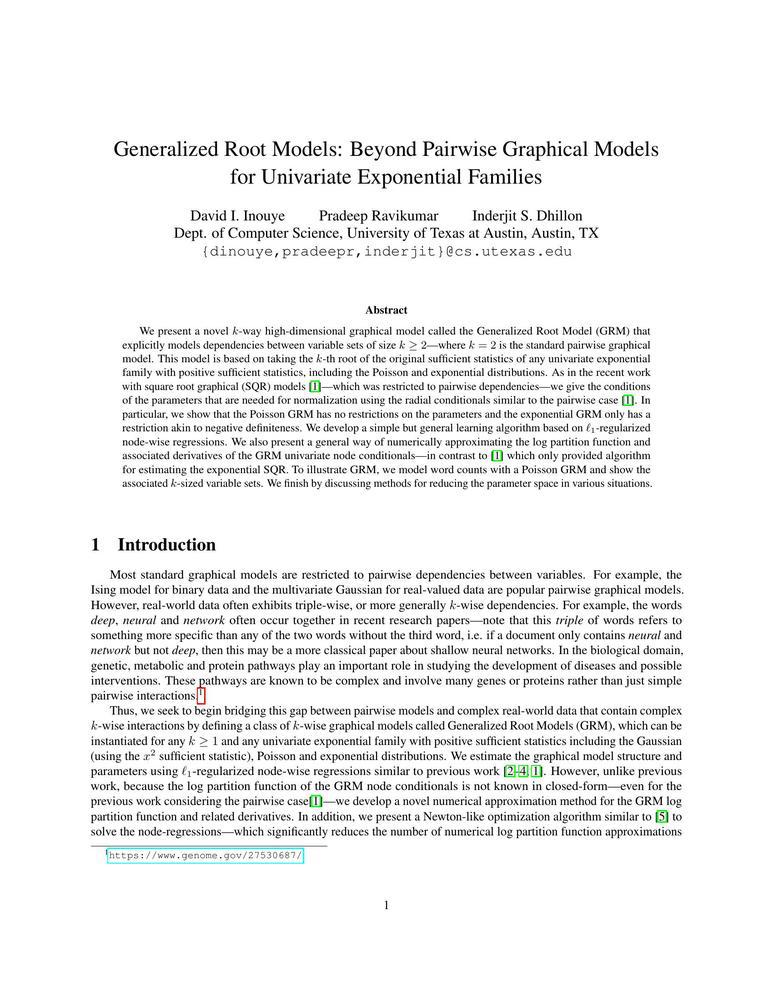 Generalized Root Models: Beyond Pairwise Graphical Models
for Univariate Exponential Families
David I. Inouye Pradeep Ravikumar Inderjit S. Dhillon
Dept. of Computer Science, University of Texas at Austin, Austin, TX
{dinouye,pradeepr,inderjit}@cs.utexas.edu
Abstract
We present a novel k-way high-dimensional graphical model called the Generalized Root Model (GRM) that
explicitly models dependencies between variable sets of size k ≥ 2—where k = 2 is the standard pairwise graphical
model. This model is based on taking the k-th root of the original sufficient statistics of any univariate exponential
family with positive sufficient statistics, including the Poisson and exponential distributions. As in the recent work
with square root graphical (SQR) models [1]—which was restricted to pairwise dependencies—we give the conditions
of the parameters that are needed for normalization using the radial conditionals similar to the pairwise case [1]. In
particular, we show that the Poisson GRM has no restrictions on the parameters and the exponential GRM only has a
restriction akin to negative definiteness. We develop a simple but general learning algorithm based on ℓ₁-regularized
node-wise regressions. We also present a general way of numerically approximating the log partition function and
associated derivatives of the GRM univariate node conditionals—in contrast to [1] which only provided algorithm
for estimating the exponential SQR. To illustrate GRM, we model word counts with a Poisson GRM and show the
associated k-sized variable sets. We finish by discussing methods for reducing the parameter space in various situations.
1 Introduction
Most standard graphical models are restricted to pairwise dependencies between variables. For example, the
Ising model for binary data and the multivariate Gaussian for real-valued data are popular pairwise graphical models.
However, real-world data often exhibits triple-wise, or more generally k-wise dependencies. For example, the words
deep, neural and network often occur together in recent research papers—note that this triple of words refers to
something more specific than any of the two words without the third word, i.e. if a document only contains neural and
network but not deep, then this may be a more classical paper about shallow neural networks. In the biological domain,
genetic, metabolic and protein pathways play an important role in studying the development of diseases and possible
interventions. These pathways are known to be complex and involve many genes or proteins rather than just simple
pairwise interactions.¹
Thus, we seek to begin bridging this gap between pairwise models and complex real-world data that contain complex
k-wise interactions by defining a class of k-wise graphical models called Generalized Root Models (GRM), which can be
instantiated for any k ≥ 1 and any univariate exponential family with positive sufficient statistics including the Gaussian
(using the x² sufficient statistic), Poisson and exponential distributions. We estimate the graphical model structure and
parameters using ℓ₁-regularized node-wise regressions similar to previous work [2–4, 1]. However, unlike previous
work, because the log partition function of the GRM node conditionals is not known in closed-form—even for the
previous work considering the pairwise case[1]—we develop a novel numerical approximation method for the GRM log
partition function and related derivatives. In addition, we present a Newton-like optimization algorithm similar to [5] to
solve the node-regressions—which significantly reduces the number of numerical log partition function approximations
¹https://www.genome.gov/27530687/
1